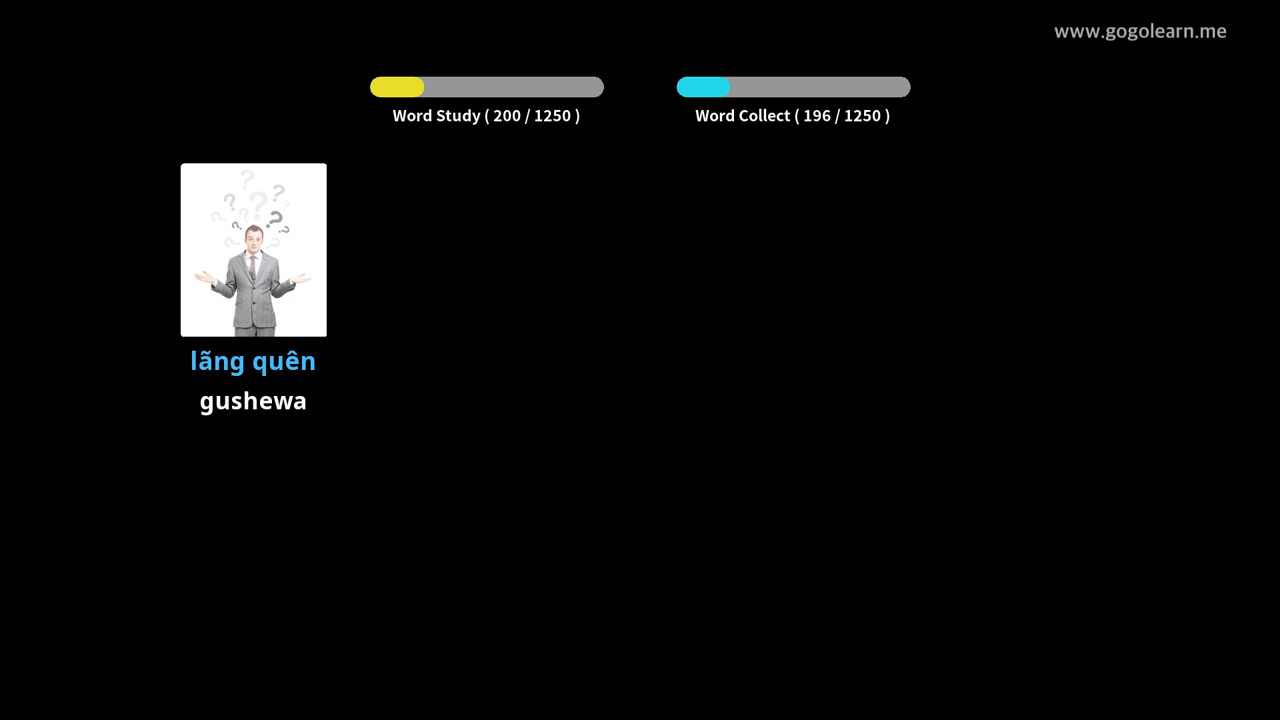 www.gogolearn.me
Word Study ( 200 / 1250 )
Word Collect ( 196 / 1250 )
? ? ? ? ? ? ? ? ? ? ? ?
lãng quên
gushewa